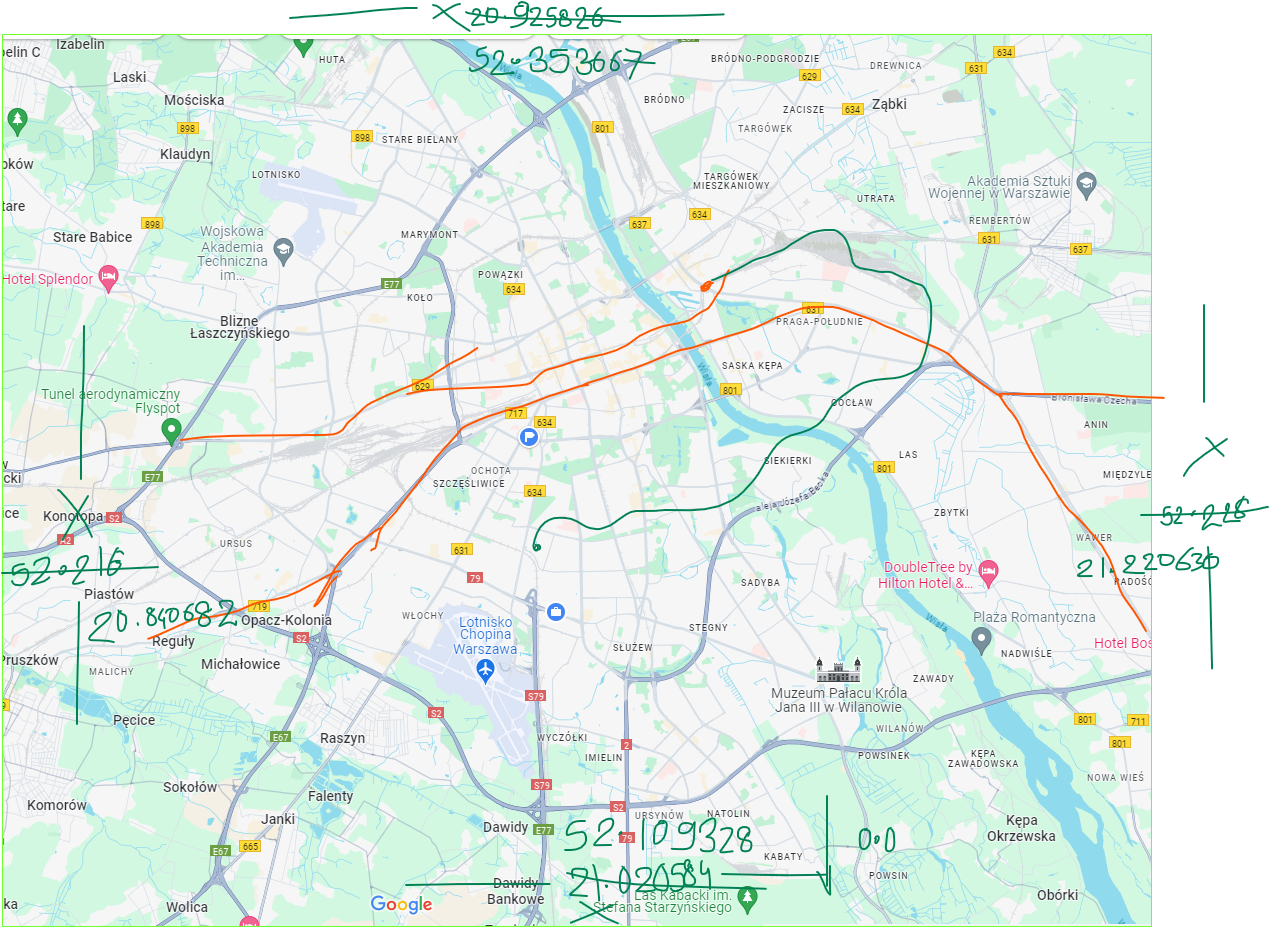 20.925826
52.353667
elin C
Izabelin
HUTA
Wisła
BRÓDNO-PODGRODZIE
634
DREWNICA
631
629
Laski
Mościska
BRÓDNO
ZACISZE
634
Ząbki
898
898
STARE BIELANY
801
TARGÓWEK
Klaudyn
oków
LOTNISKO
TARGÓWEK
MIESZKANIOWY
Akademia Sztuki
Wojennej w Warszawie
UTRATA
tare
898
634
REMBERTÓW
637
Stare Babice
Wojskowa
Akademia
Techniczna
im...
MARYMONT
631
637
Hotel Splendor
POWĄZKI
E77
634
KOŁO
Blizne
Łaszczyńskiego
631
PRAGA-POŁUDNIE
SASKA KĘPA
Wisła
629
801
Tunel aerodynamiczny
Flyspot
Bronisława Czecha
GOCŁAW
717
634
ANIN
w
cki
E77
OCHOTA
SZCZĘŚLIWICE
SIEKIERKI
LAS
801
MIĘDZYLE
634
aleja Józefa Becka
ice
Konotopa
S2
ZBYTKI
52.228
A2
URSUS
631
WAWER
52.216
DoubleTree by
Hilton Hotel &...
21.220630
RADOŚĆ
79
SADYBA
Piastów
20.840682
719
Opacz-Kolonia
WŁOCHY
Lotnisko
Chopina
Warszawa
STEGNY
Wisła
Plaża Romantyczna
Reguły
S2
SŁUŻEW
Hotel Bos
NADWIŚLE
Pruszków
MALICHY
Michałowice
Muzeum Pałacu Króla
Jana III w Wilanowie
ZAWADY
9
S79
Pęcice
S2
801
711
E67
Raszyn
WYCZÓŁKI
2
WILANÓW
801
IMIELIN
POWSINEK
KĘPA
ZAWADOWSKA
NOWA WIEŚ
Sokołów
S79
Komorów
Falenty
S2
URSYNÓW
NATOLIN
Kępa
Okrzewska
Janki
Dawidy
E77
52.109328
79
0.0
E67
665
KABATY
21.020584
POWSIN
Dawidy
Bankowe
Las Kabacki im.
Stefana Starzyńskiego
Obórki
ka
Wolica
Google